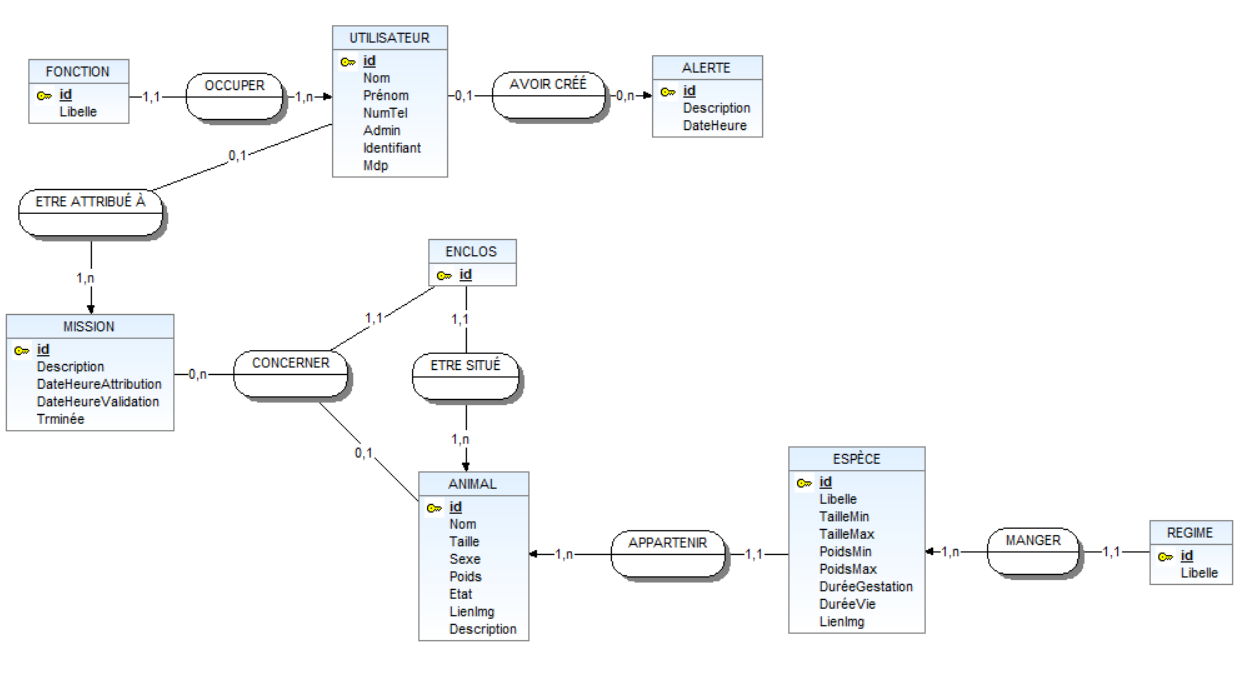 FONCTION
id
Libelle
1,1
OCCUPER
1,n
UTILISATEUR
id
Nom
Prénom
NumTel
Admin
Identifiant
Mdp
0,1
AVOIR CRÉÉ
0,n
ALERTE
id
Description
DateHeure
0,1
ETRE ATTRIBUÉ À
1,n
MISSION
id
Description
DateHeureAttribution
DateHeureValidation
Trminée
0,n
CONCERNER
1,1
0,1
ENCLOS
id
1,1
ETRE SITUÉ
1,n
ANIMAL
id
Nom
Taille
Sexe
Poids
Etat
LienImg
Description
1,n
APPARTENIR
1,1
ESPÈCE
id
Libelle
TailleMin
TailleMax
PoidsMin
PoidsMax
DuréeGestation
DuréeVie
LienImg
1,n
MANGER
1,1
REGIME
id
Libelle